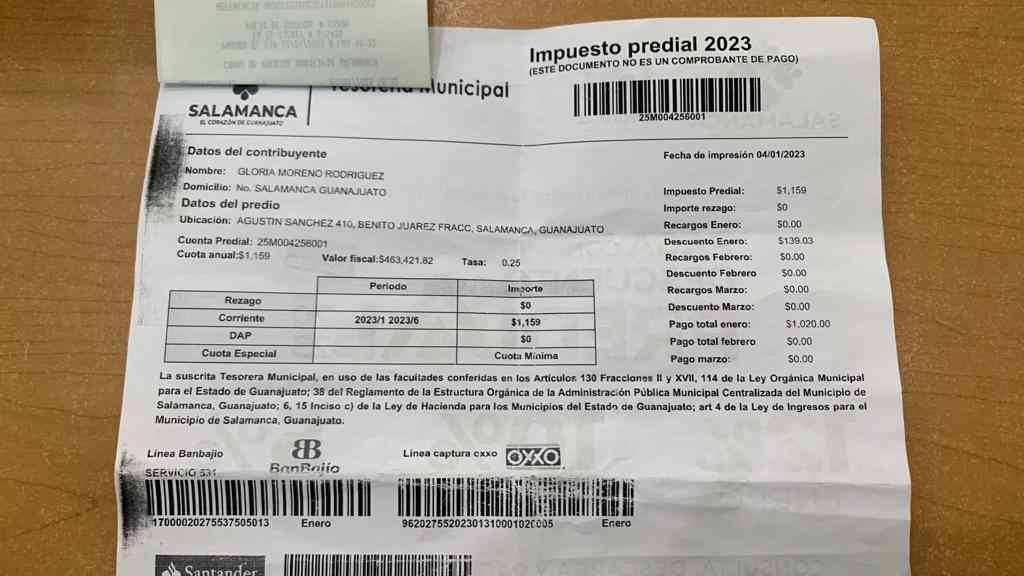 Impuesto predial 2023
(ESTE DOCUMENTO NO ES UN COMPROBANTE DE PAGO)
Tesorería Municipal
SALAMANCA
EL CORAZÓN DE GUANAJUATO
25M004256001
Datos del contribuyente
Nombre: GLORIA MORENO RODRIGUEZ
Domicilio: No. SALAMANCA GUANAJUATO
Datos del predio
Ubicación: AGUSTIN SANCHEZ 410, BENITO JUAREZ FRACC, SALAMANCA, GUANAJUATO
Cuenta Predial: 25M004256001
Cuota anual:$1,159 Valor fiscal:$463,421.82 Tasa: 0.25
Fecha de impresión 04/01/2023
Impuesto Predial: $1,159
Importe rezago: $0
Recargos Enero: $0.00
Descuento Enero: $139.03
Recargos Febrero: $0.00
Descuento Febrero $0.00
Recargos Marzo: $0.00
Descuento Marzo: $0.00
Pago total enero: $1,020.00
Pago total febrero $0.00
Pago marzo: $0.00
Periodo Importe
Rezago $0
Corriente 2023/1 2023/6 $1,159
DAP $0
Cuota Especial Cuota Mínima
La suscrita Tesorera Municipal, en uso de las facultades conferidas en los Artículos 130 Fracciones II y XVII, 114 de la Ley Orgánica Municipal
para el Estado de Guanajuato; 38 del Reglamento de la Estructura Orgánica de la Administración Pública Municipal Centralizada del Municipio de
Salamanca, Guanajuato; 6, 15 Inciso c) de la Ley de Hacienda para los Municipios del Estado de Guanajuato; art 4 de la Ley de Ingresos para el
Municipio de Salamanca, Guanajuato.
Línea Banbajio BanBajío Línea captura oxxo OXXO
SERVICIO 531
17000020275537505013 Enero 96202755202301310001020005 Enero
Santander